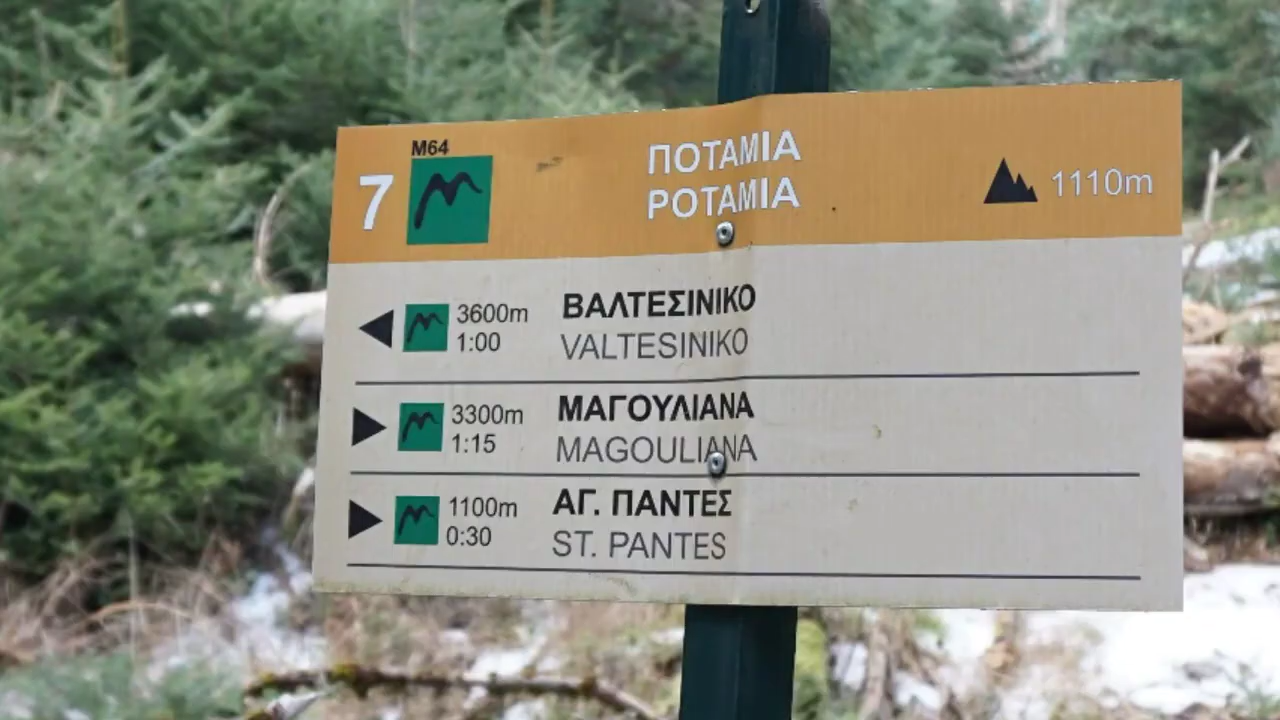 M64
7
ΠΟΤΑΜΙΑ
POTAMIA
1110m
3600m
1:00
ΒΑΛΤΕΣΙΝΙΚΟ
VALTESINIKO
3300m
1:15
ΜΑΓΟΥΛΙΑΝΑ
MAGOULIANA
1100m
0:30
ΑΓ. ΠΑΝΤΕΣ
ST. PANTES